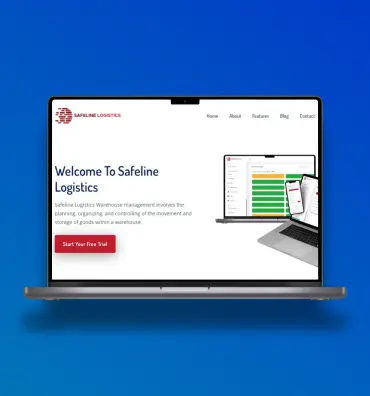 SAFELINE LOGISTICS
Home About Features Blog Contact
Welcome To Safeline
Logistics
Safeline Logistics Warehouse management involves the
planning, organizing, and controlling of the movement and
storage of goods within a warehouse.
Start Your Free Trial